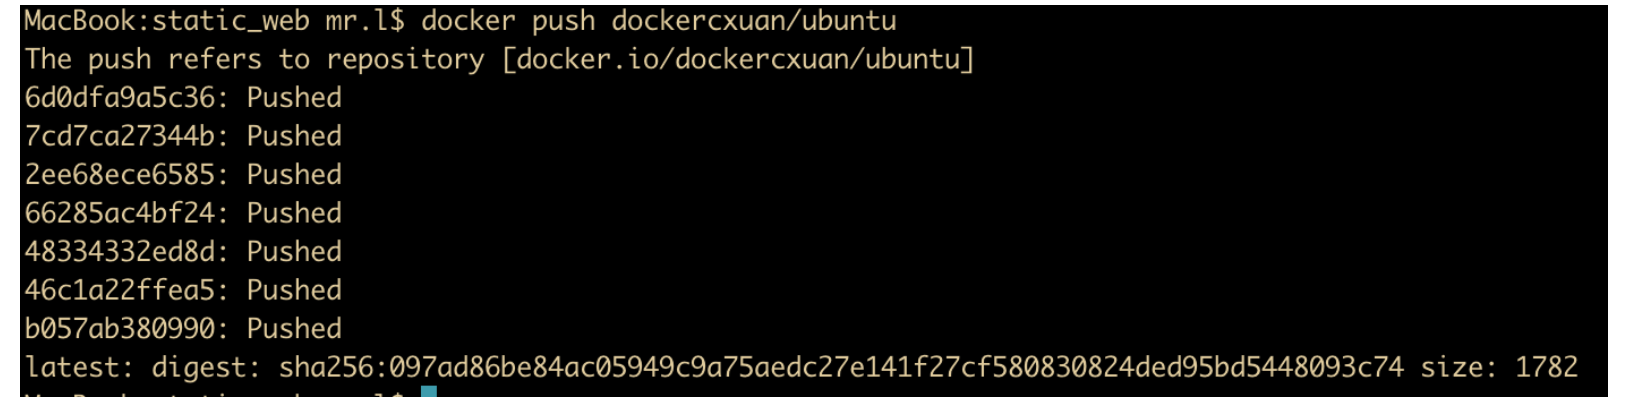 MacBook:static_web mr.l$ docker push dockercxuan/ubuntu
The push refers to repository [docker.io/dockercxuan/ubuntu]
6d0dfa9a5c36: Pushed
7cd7ca27344b: Pushed
2ee68ece6585: Pushed
66285ac4bf24: Pushed
48334332ed8d: Pushed
46c1a22ffea5: Pushed
b057ab380990: Pushed
latest: digest: sha256:097ad86be84ac05949c9a75aedc27e141f27cf580830824ded95bd5448093c74 size: 1782